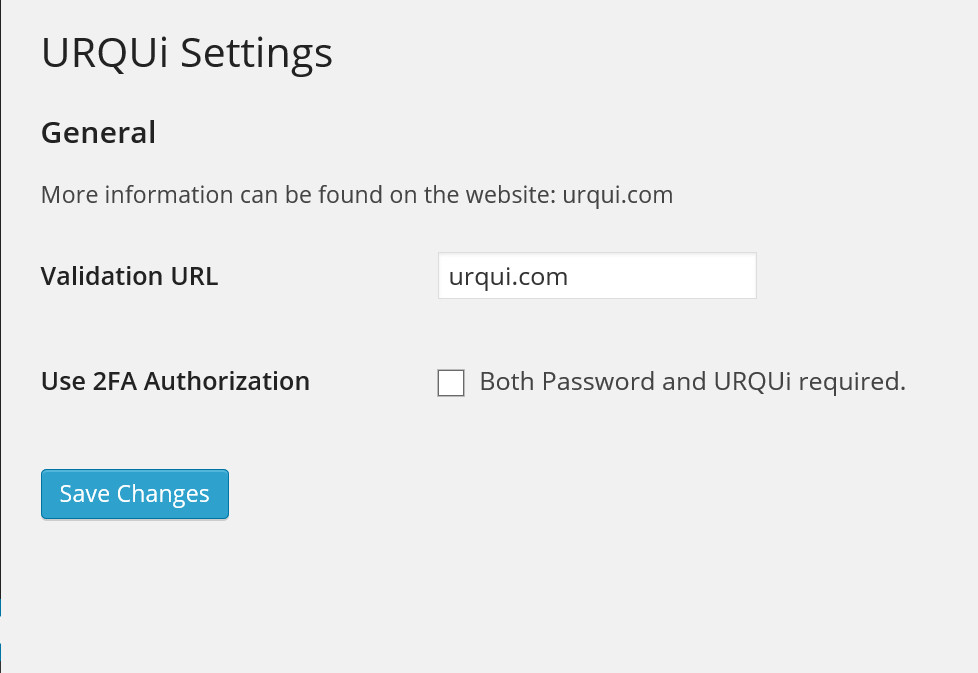 URQUi Settings
General
More information can be found on the website: urqui.com
Validation URL
urqui.com
Use 2FA Authorization
Both Password and URQUi required.
Save Changes